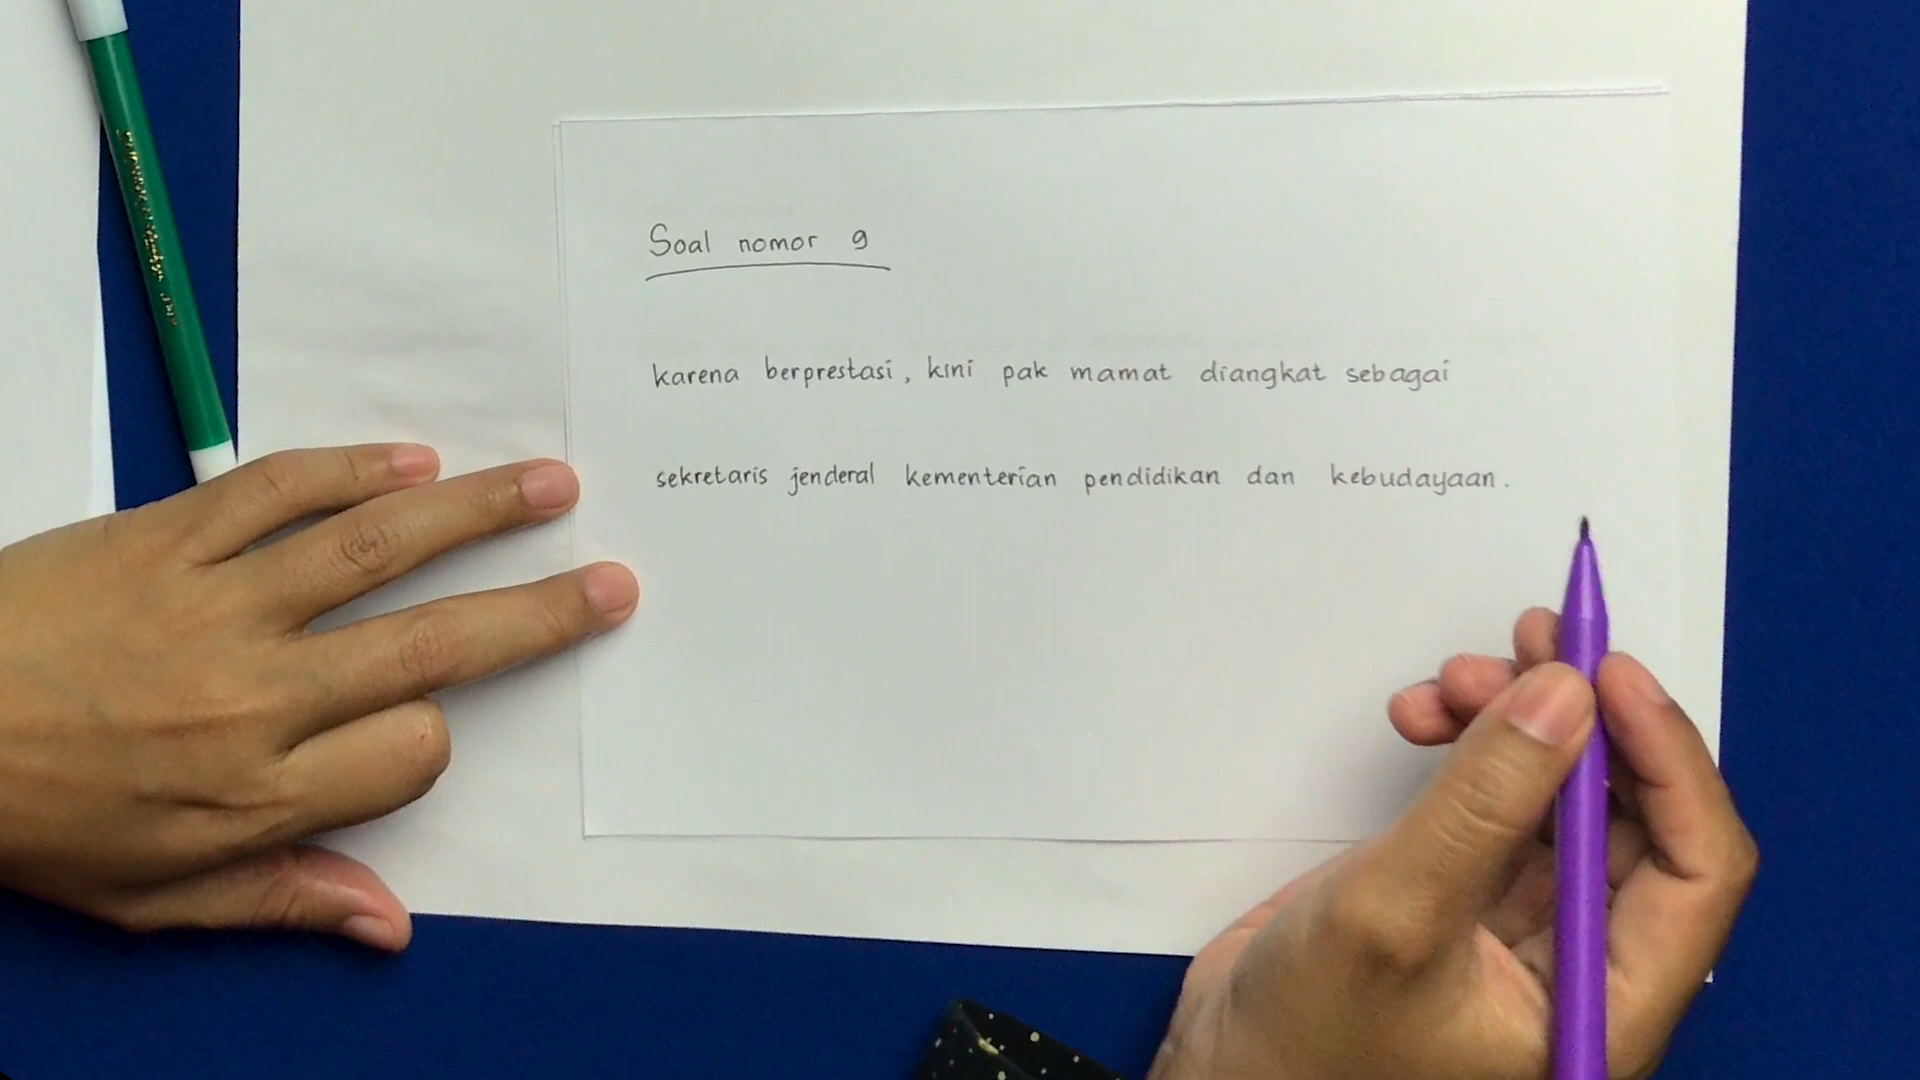 Soal nomor 9
karena berprestasi, kini pak mamat diangkat sebagai
sekretaris jenderal kementerian pendidikan dan kebudayaan.